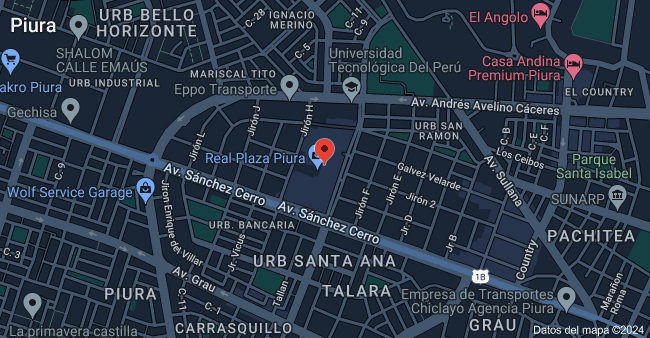 Piura
URB BELLO
HORIZONTE
C.-28
IGNACIO
MERINO
C.-11
C.-9
El Angolo
SHALOM
CALLE EMAÚS
C.-5
Universidad
Tecnológica Del Perú
Casa Andina
Premium Piura
akro Piura
URB INDUSTRIAL
MARISCAL TITO
Eppo Transporte
EL COUNTRY
Gechisa
Jirón L
Jirón J
Jirón H
Av. Andrés Avelino Cáceres
URB SAN
RAMON
C.-B
C.-E
C.-F
Los Ceibos
Real Plaza Piura
Parque
Santa Isabel
C.-9
Av. Sánchez Cerro
Galvez Velarde
Av. Sullana
Wolf Service Garage
Jirón F
Jirón E
Jirón 2
SUNARP
Jiron Enrique del Villar
Av. Sánchez Cerro
URB. BANCARIA
Jr. D
Jr B
PACHITEA
C.-3
Av. Grau
Jr. Vicus
Tallan
URB SANTA ANA
1B
Country
Marañón
Roma
PIURA
C.-11
C.-1
TALARA
Empresa de Transportes
Chiclayo Agencia Piura
La primavera castilla
CARRASQUILLO
GRAU
Datos del mapa ©2024